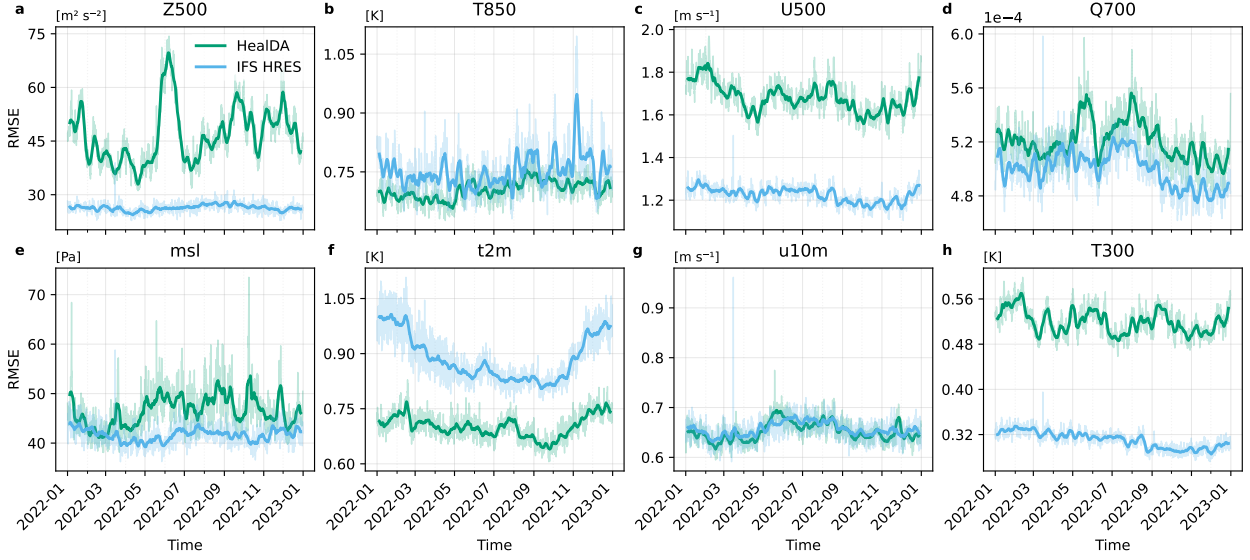 a [m² s⁻²] Z500
RMSE
75
60
45
30
HealDA
IFS HRES
b [K] T850
1.05
0.90
0.75
c [m s⁻¹] U500
2.0
1.8
1.6
1.4
1.2
d 1e−4 Q700
6.0
5.6
5.2
4.8
e [Pa] msl
RMSE
70
60
50
40
2022-01 2022-03 2022-05 2022-07 2022-09 2022-11 2023-01
Time
f [K] t2m
1.05
0.90
0.75
0.60
2022-01 2022-03 2022-05 2022-07 2022-09 2022-11 2023-01
Time
g [m s⁻¹] u10m
0.9
0.8
0.7
0.6
2022-01 2022-03 2022-05 2022-07 2022-09 2022-11 2023-01
Time
h [K] T300
0.56
0.48
0.40
0.32
2022-01 2022-03 2022-05 2022-07 2022-09 2022-11 2023-01
Time